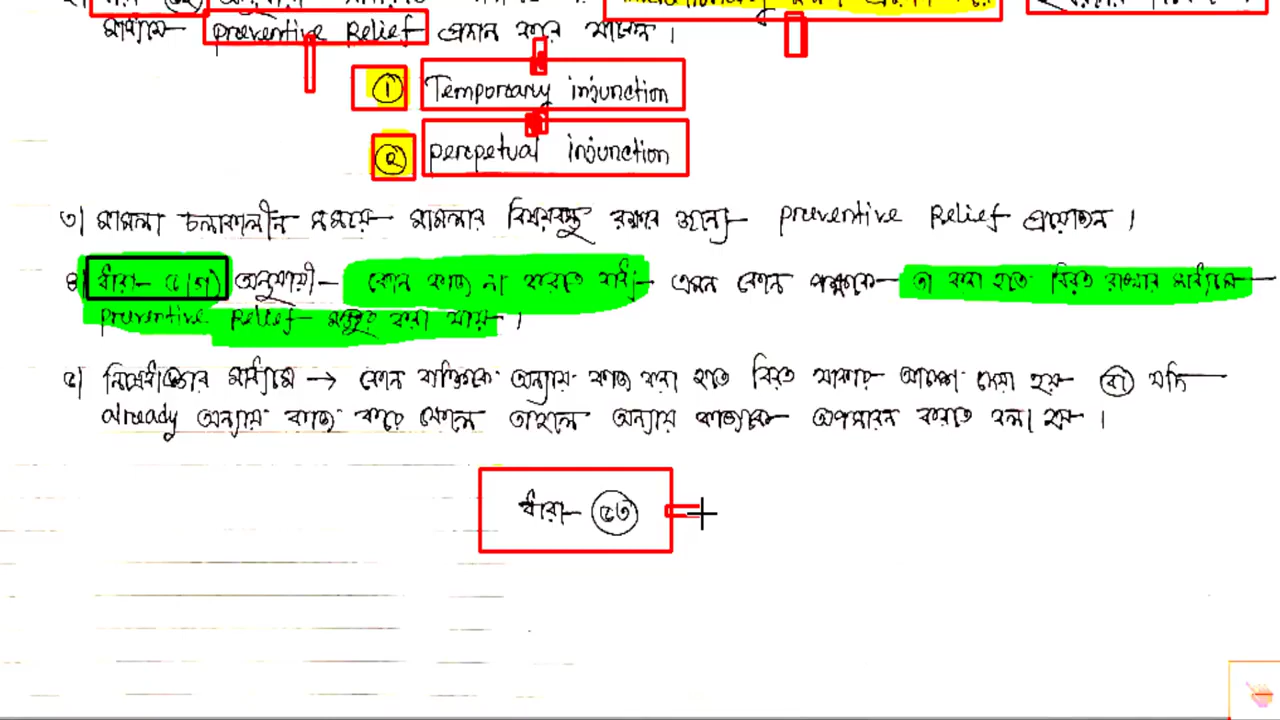 মাধ্যমে preventive Relief প্রদান করে থাকেন ।
① Temporary injunction
② perpetual injunction
৩) মামলা চলাকালীন সময়ে মামলার বিষয়বস্তু রক্ষার জন্যে preventive Relief প্রয়োজন ।
৪) ধারা- ৫(গ) অনুযায়ী- কোন কাজ না করতে বাধ্য এমন কোন পক্ষকে তা করা হতে বিরত রাখার মাধ্যমে
preventive Relief মঞ্জুর করা যায় ।
৫) নিষেধাজ্ঞার মাধ্যমে → কোন ব্যক্তিকে অন্যায় কাজ করা হতে বিরত থাকার আদেশ দেয়া হয় বা যদি
already অন্যায় কাজ করে ফেলে তাহলে অন্যায় কাজকে অপসারন করতে বলা হয় ।
ধারা- ৫৩